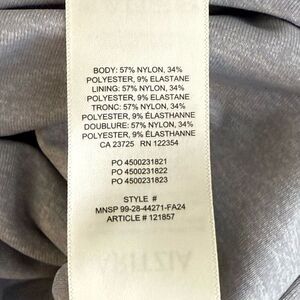 BODY: 57% NYLON, 34%
POLYESTER, 9% ELASTANE
LINING: 57% NYLON, 34%
POLYESTER, 9% ELASTANE
TRONC: 57% NYLON, 34%
POLYESTER, 9% ÉLASTHANNE
DOUBLURE: 57% NYLON, 34%
POLYESTER, 9% ÉLASTHANNE
CA 23725 RN 122354
PO 4500231821
PO 4500231822
PO 4500231823
STYLE #
MNSP 99-28-44271-FA24
ARTICLE # 121857
ARITZIA